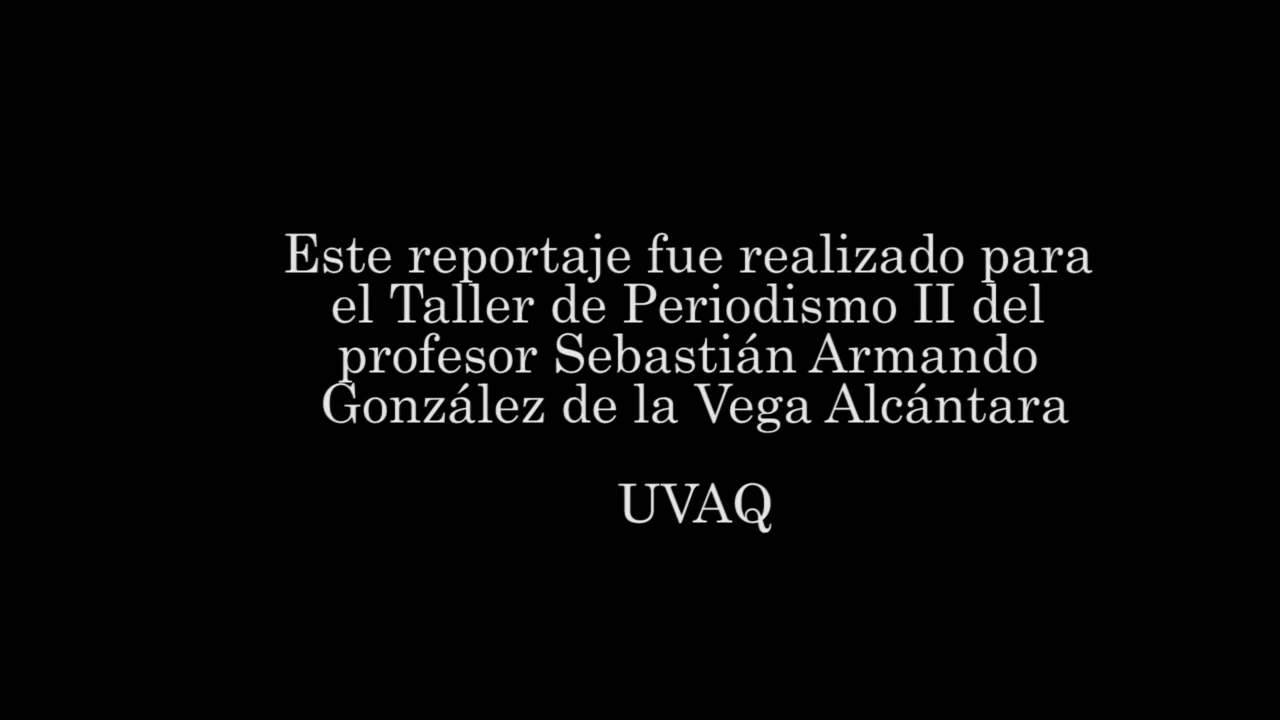 Este reportaje fue realizado para
el Taller de Periodismo II del
profesor Sebastián Armando
González de la Vega Alcántara
UVAQ